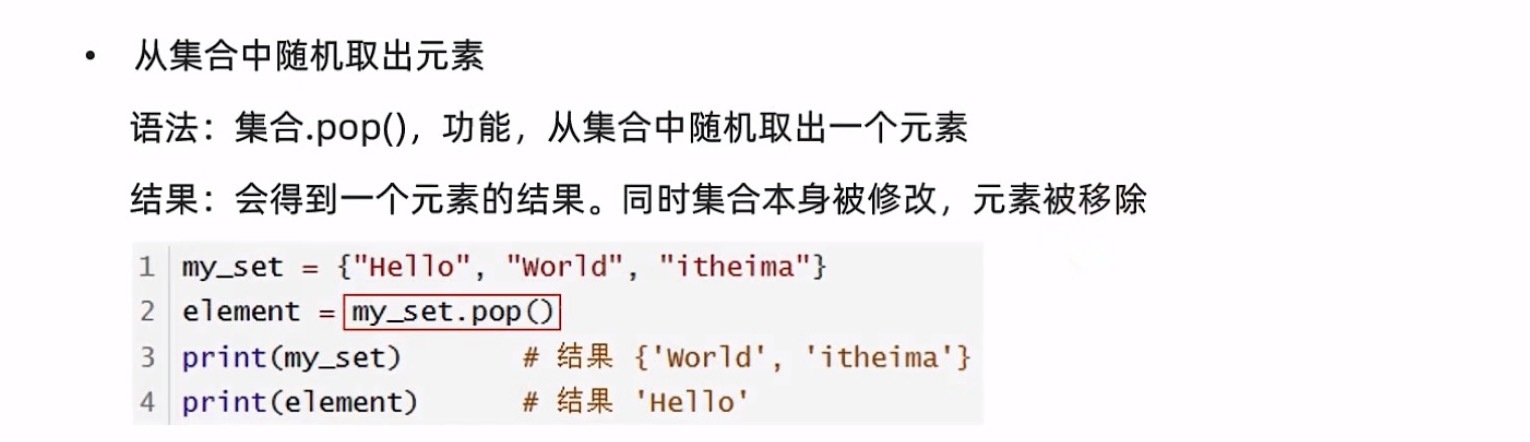 • 从集合中随机取出元素
语法：集合.pop()，功能，从集合中随机取出一个元素
结果：会得到一个元素的结果。同时集合本身被修改，元素被移除
1 my_set = {"Hello", "World", "itheima"}
2 element = my_set.pop()
3 print(my_set) # 结果 {'World', 'itheima'}
4 print(element) # 结果 'Hello'